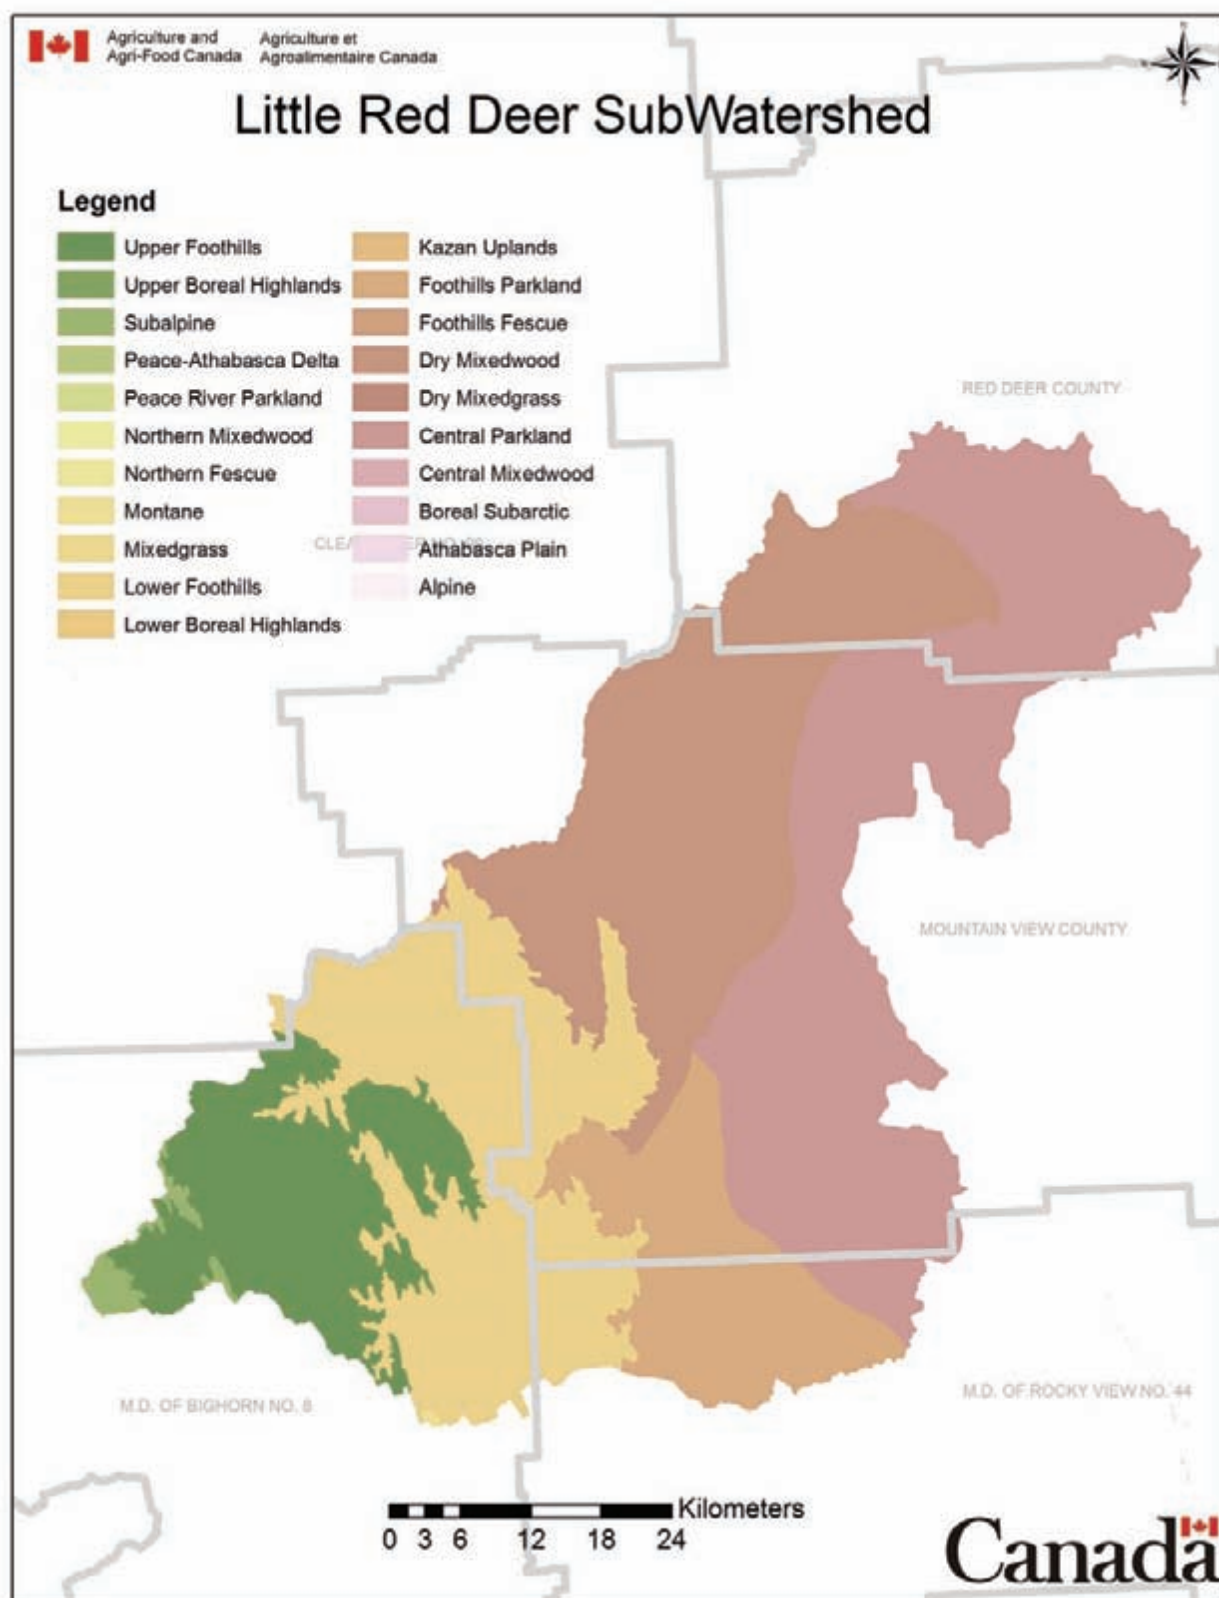 Agriculture and
Agri-Food Canada
Agriculture et
Agroalimentaire Canada
Little Red Deer SubWatershed
Legend
Upper Foothills
Upper Boreal Highlands
Subalpine
Peace-Athabasca Delta
Peace River Parkland
Northern Mixedwood
Northern Fescue
Montane
Mixedgrass
Lower Foothills
Lower Boreal Highlands
Kazan Uplands
Foothills Parkland
Foothills Fescue
Dry Mixedwood
Dry Mixedgrass
Central Parkland
Central Mixedwood
Boreal Subarctic
Athabasca Plain
Alpine
RED DEER COUNTY
MOUNTAIN VIEW COUNTY
M.D. OF BIGHORN NO. 8
M.D. OF ROCKY VIEW NO. 44
Kilometers
0 3 6 12 18 24
Canada